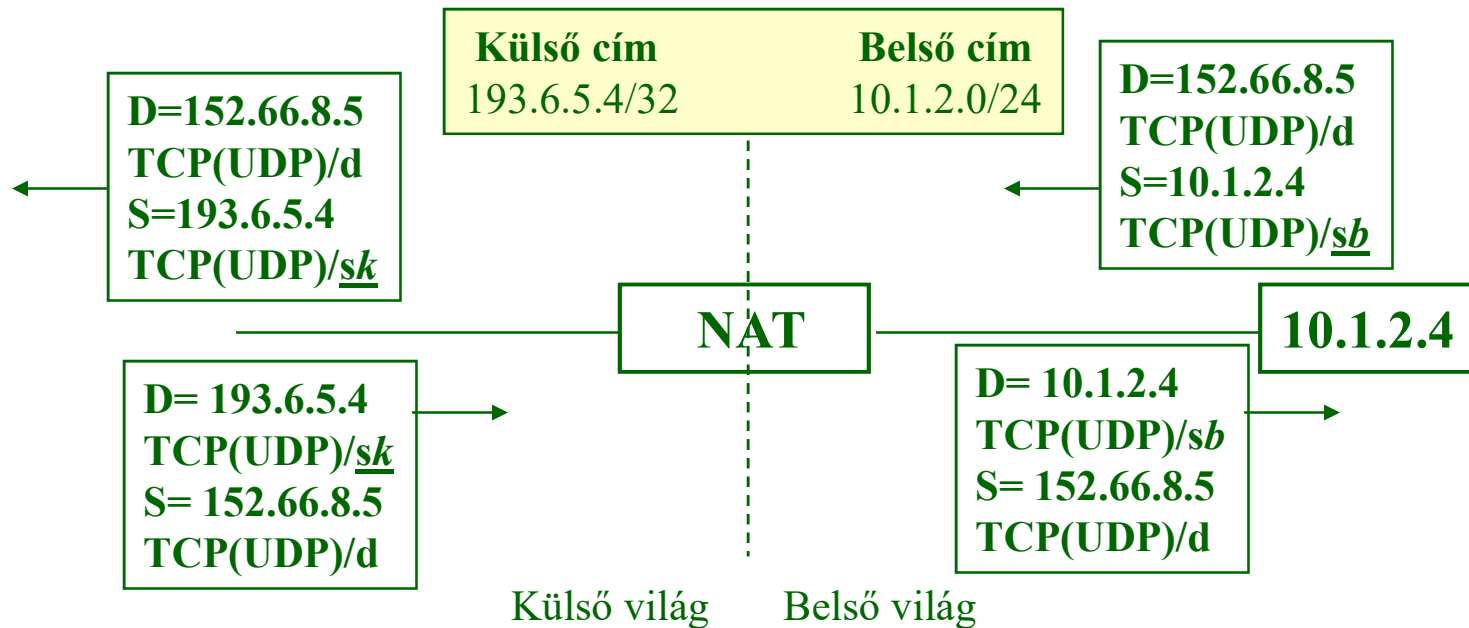 Külső cím Belső cím
193.6.5.4/32 10.1.2.0/24
D=152.66.8.5
TCP(UDP)/d
S=193.6.5.4
TCP(UDP)/sk
D=152.66.8.5
TCP(UDP)/d
S=10.1.2.4
TCP(UDP)/sb
NAT
10.1.2.4
D= 193.6.5.4
TCP(UDP)/sk
S= 152.66.8.5
TCP(UDP)/d
D= 10.1.2.4
TCP(UDP)/sb
S= 152.66.8.5
TCP(UDP)/d
Külső világ Belső világ